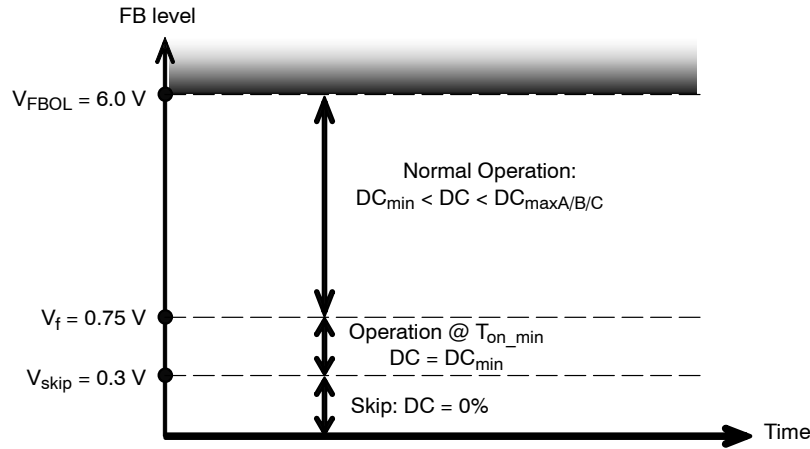 FB level
V_FBOL = 6.0 V
Normal Operation:
DC_min < DC < DC_maxA/B/C
V_f = 0.75 V
Operation @ T_on_min
DC = DC_min
V_skip = 0.3 V
Skip: DC = 0%
Time